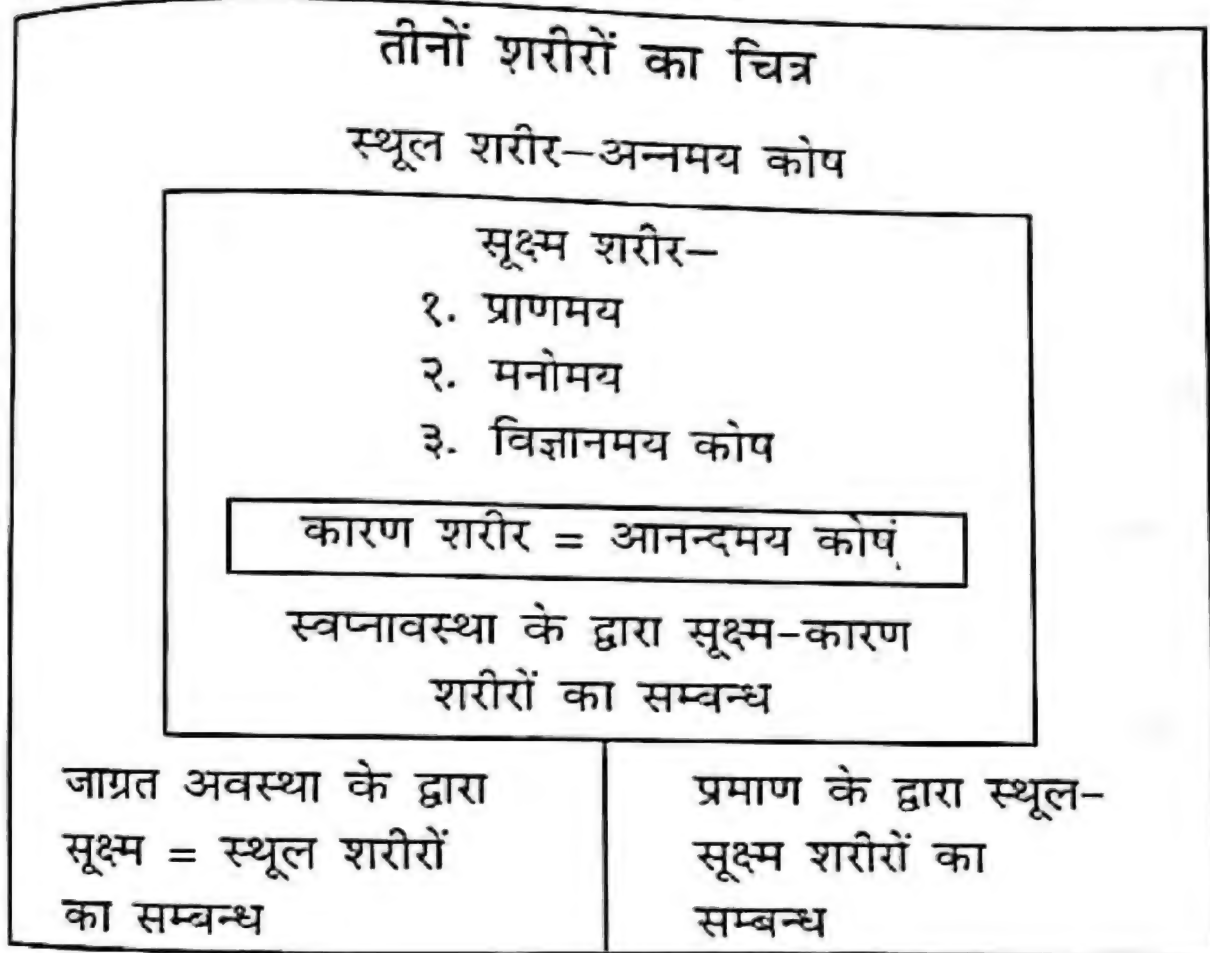 तीनों शरीरों का चित्र
स्थूल शरीर–अन्नमय कोष
सूक्ष्म शरीर–
१. प्राणमय
२. मनोमय
३. विज्ञानमय कोष
कारण शरीर = आनन्दमय कोषं
स्वप्नावस्था के द्वारा सूक्ष्म-कारण
शरीरों का सम्बन्ध
जाग्रत अवस्था के द्वारा
सूक्ष्म = स्थूल शरीरों
का सम्बन्ध
प्रमाण के द्वारा स्थूल-
सूक्ष्म शरीरों का
सम्बन्ध